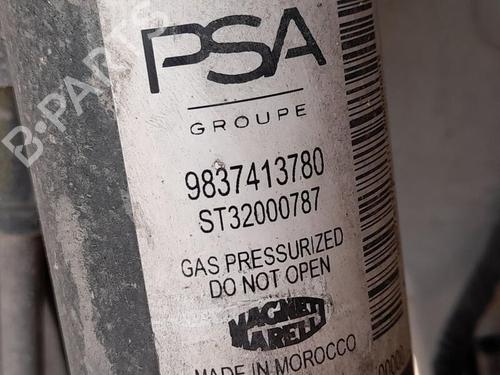 PSA
GROUPE
9837413780
ST32000787
GAS PRESSURIZED
DO NOT OPEN
MAGNETI
MARELLI
MADE IN MOROCCO
B-PARTS